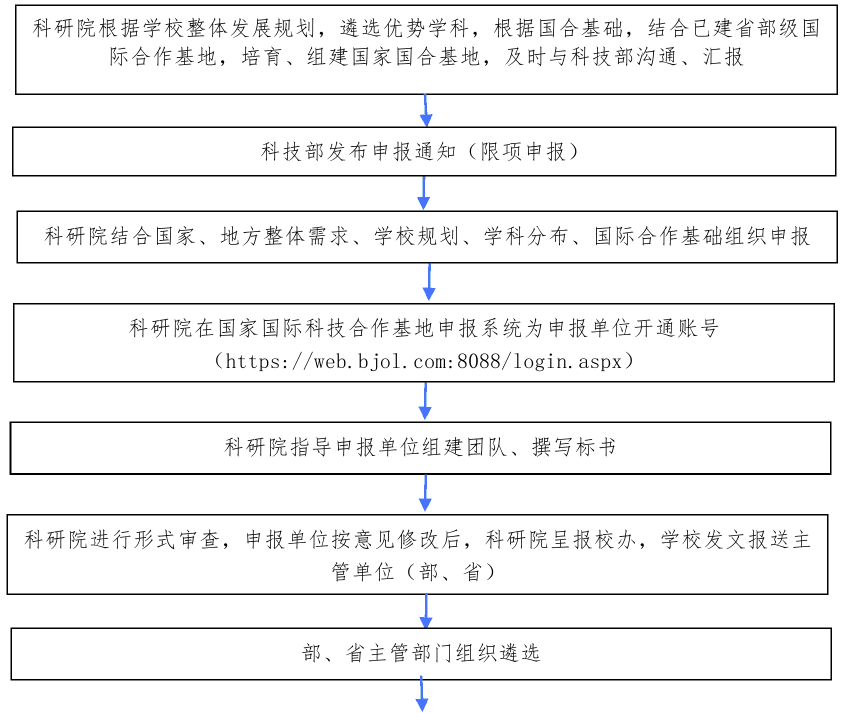 科研院根据学校整体发展规划，遴选优势学科，根据国合基础，结合已建省部级国
际合作基地，培育、组建国家国合基地，及时与科技部沟通、汇报
科技部发布申报通知（限项申报）
科研院结合国家、地方整体需求、学校规划、学科分布、国际合作基础组织申报
科研院在国家国际科技合作基地申报系统为申报单位开通账号
（https://web.bjol.com:8088/login.aspx）
科研院指导申报单位组建团队、撰写标书
科研院进行形式审查，申报单位按意见修改后，科研院呈报校办，学校发文报送主
管单位（部、省）
部、省主管部门组织遴选